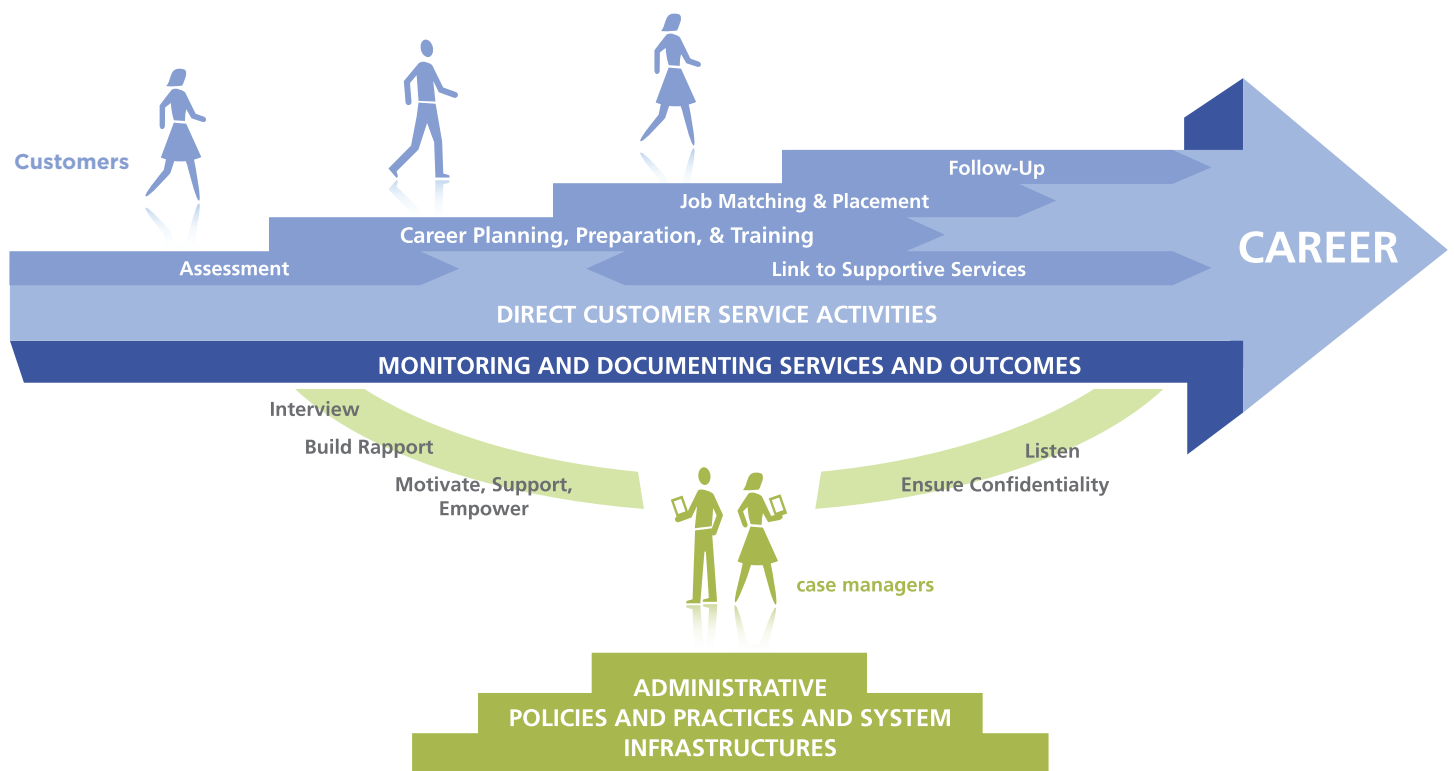 Customers
Follow-Up
Job Matching & Placement
Career Planning, Preparation, & Training
Assessment
Link to Supportive Services
CAREER
DIRECT CUSTOMER SERVICE ACTIVITIES
MONITORING AND DOCUMENTING SERVICES AND OUTCOMES
Interview
Build Rapport
Motivate, Support,
Empower
Listen
Ensure Confidentiality
case managers
ADMINISTRATIVE
POLICIES AND PRACTICES AND SYSTEM
INFRASTRUCTURES